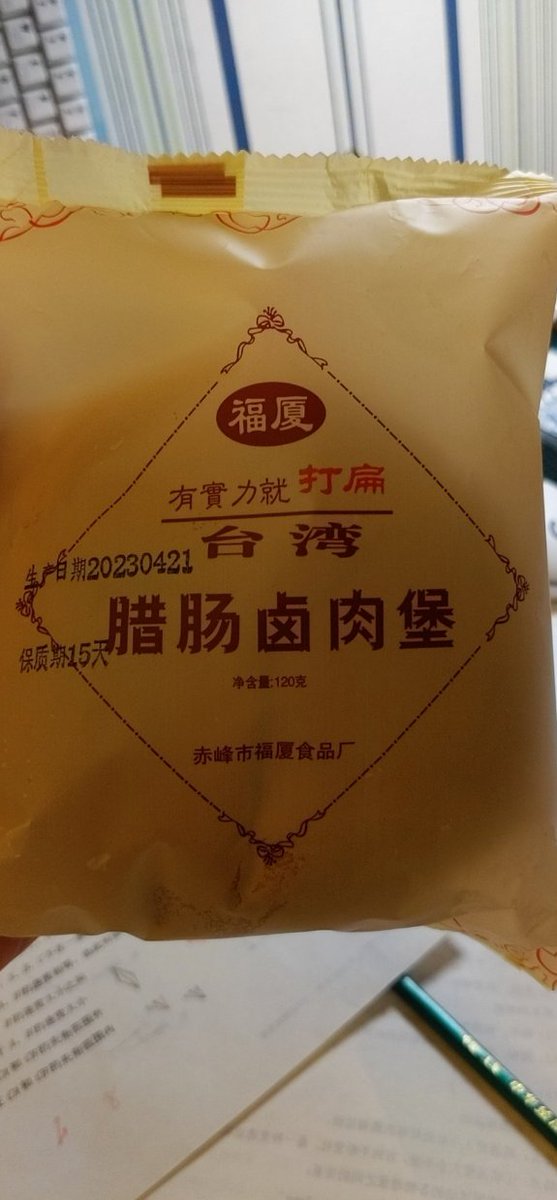 福厦
有實力就打扁
台湾
生产日期20230421
腊肠卤肉堡
保质期15天
净含量:120克
赤峰市福厦食品厂